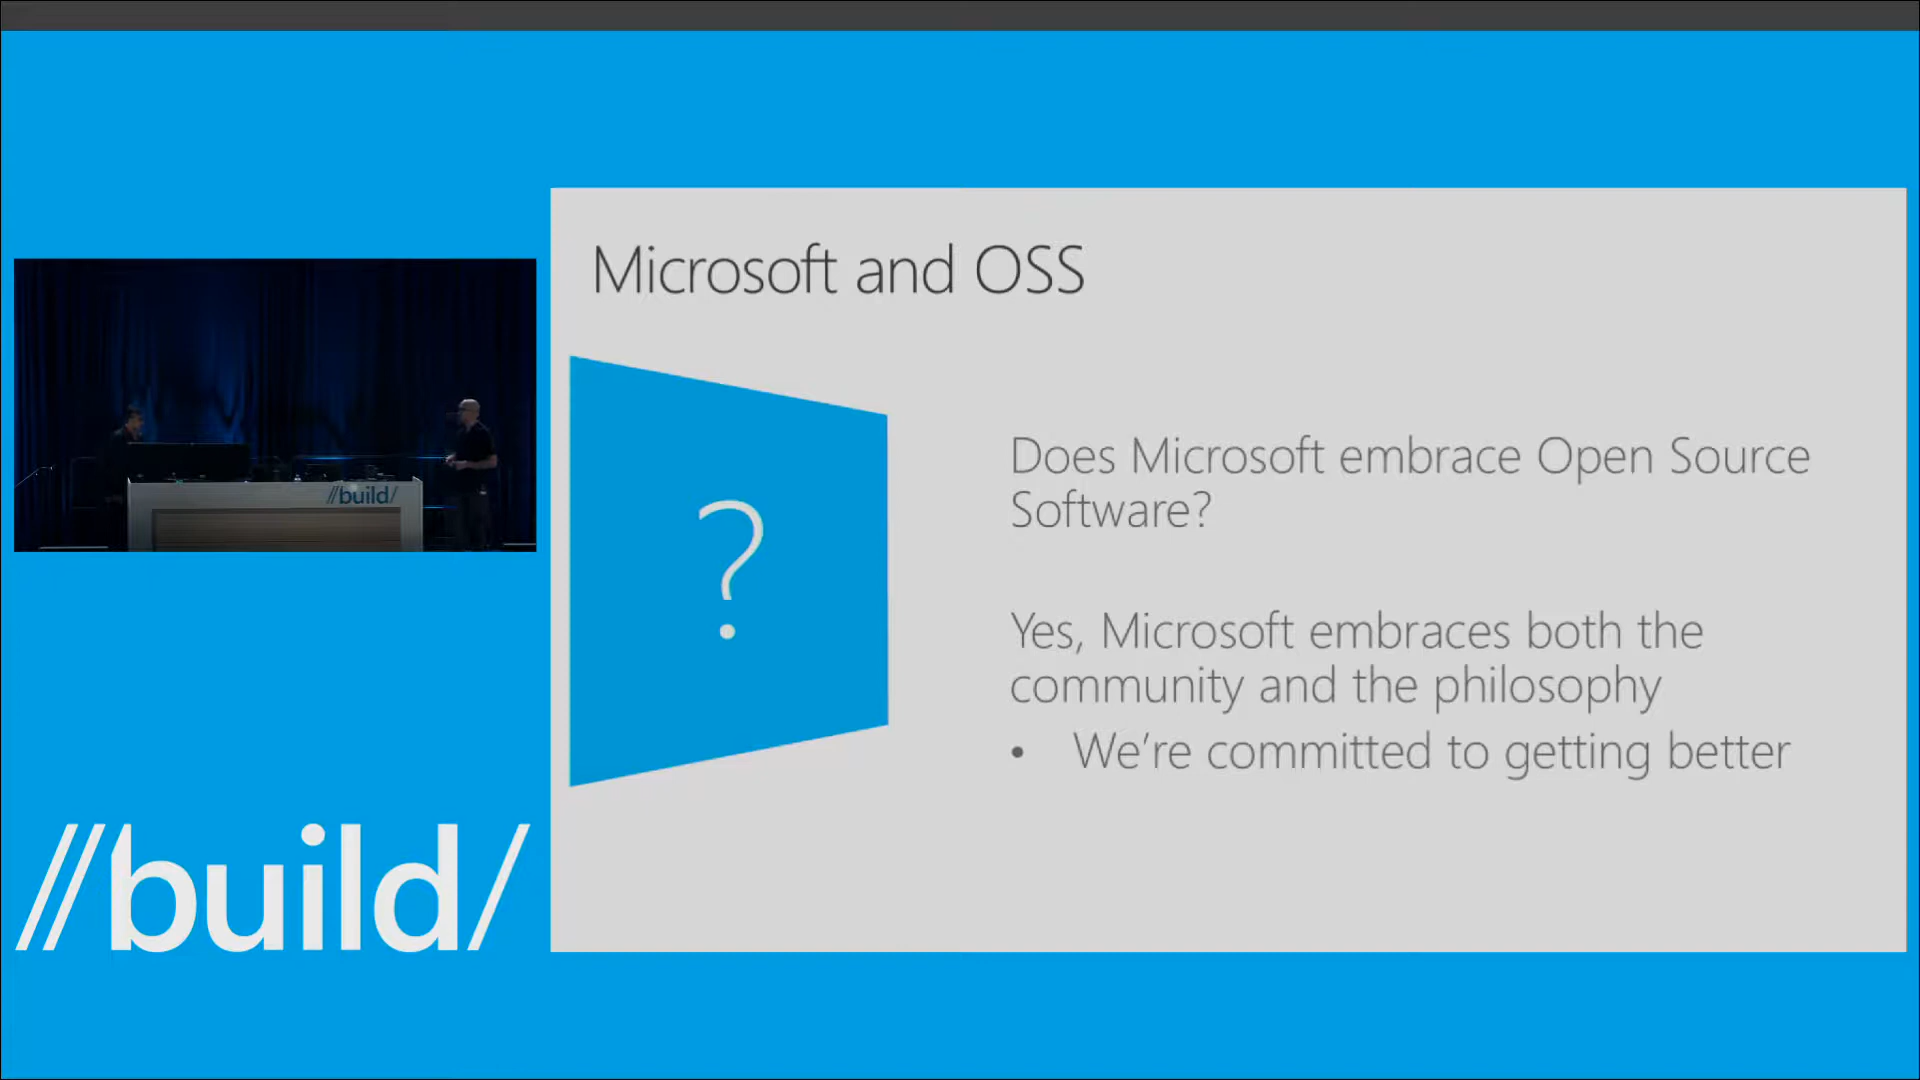 Microsoft and OSS
?
Does Microsoft embrace Open Source
Software?
Yes, Microsoft embraces both the
community and the philosophy
• We’re committed to getting better
//build/
//build/